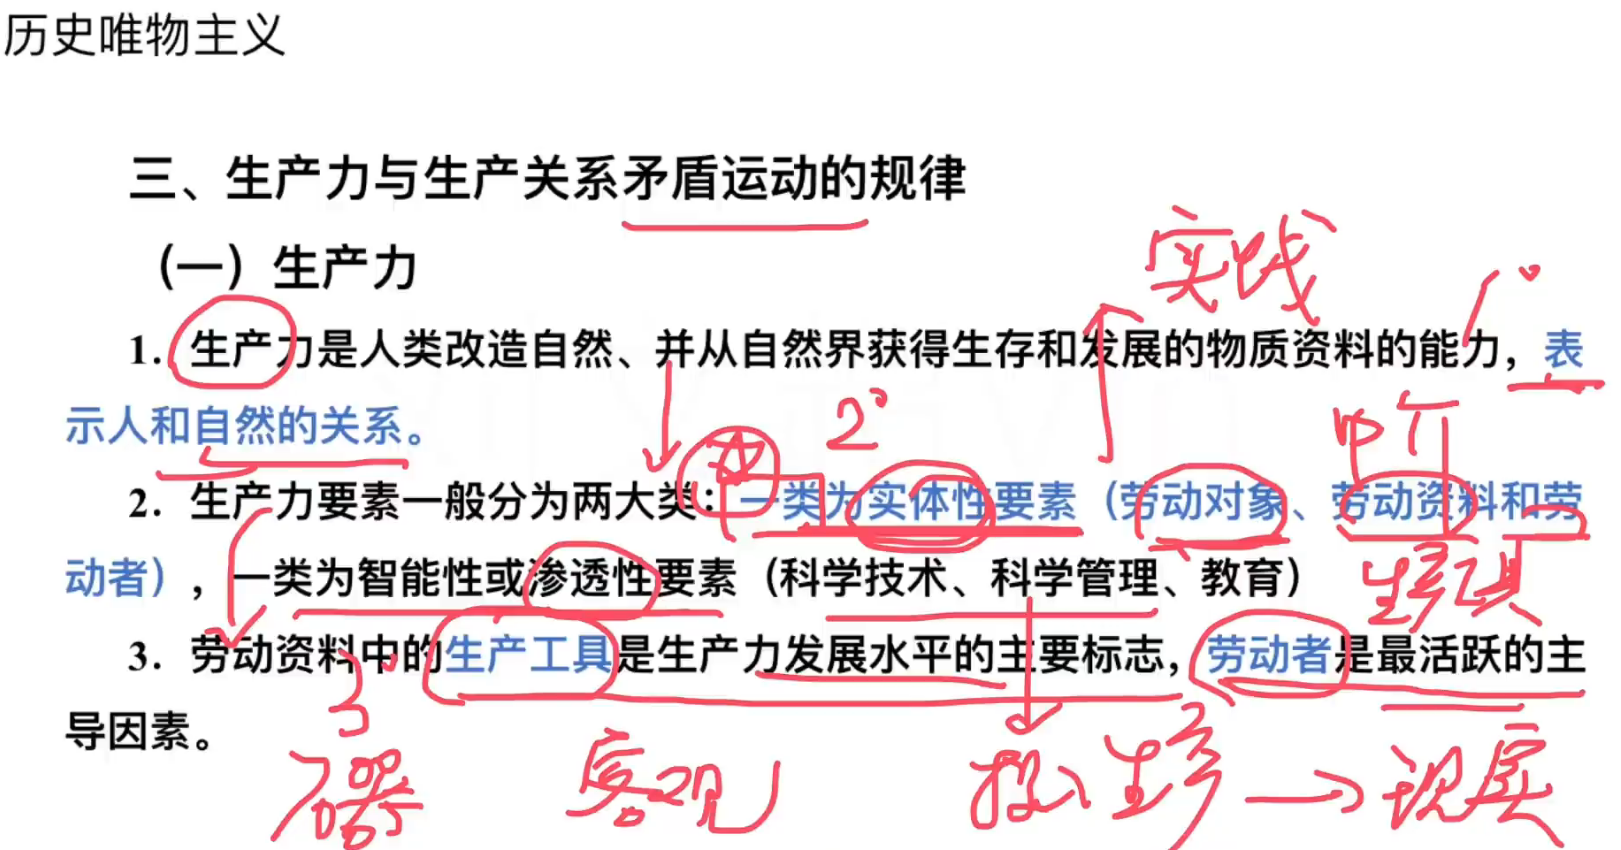 历史唯物主义
三、生产力与生产关系矛盾运动的规律
（一）生产力
实践
1. 生产力是人类改造自然、并从自然界获得生存和发展的物质资料的能力，表
示人和自然的关系。
2°
中介
2. 生产力要素一般分为两大类：一类为实体性要素（劳动对象、劳动资料和劳
动者），一类为智能性或渗透性要素（科学技术、科学管理、教育）
生产工具
3. 劳动资料中的生产工具是生产力发展水平的主要标志，劳动者是最活跃的主
导因素。
3°
客观
投入生产→现实